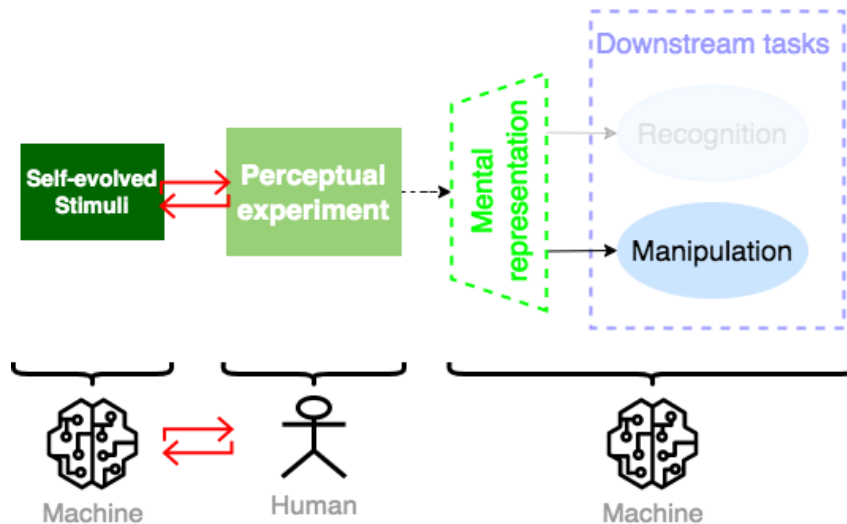 Downstream tasks
Self-evolved
Stimuli
Perceptual
experiment
Mental
representation
Recognition
Manipulation
Machine
Human
Machine